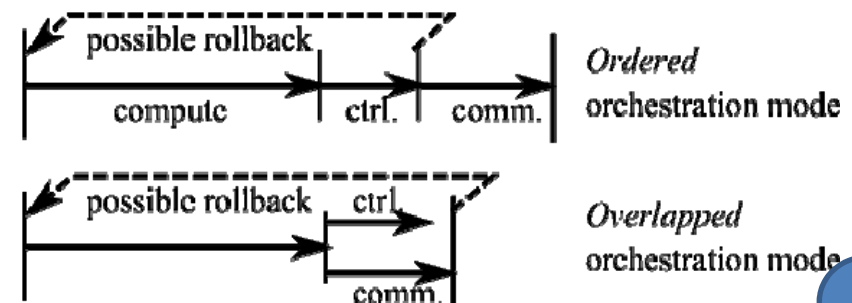 possible rollback
compute
ctrl.
comm.
Ordered
orchestration mode
possible rollback
ctrl.
comm.
Overlapped
orchestration mode